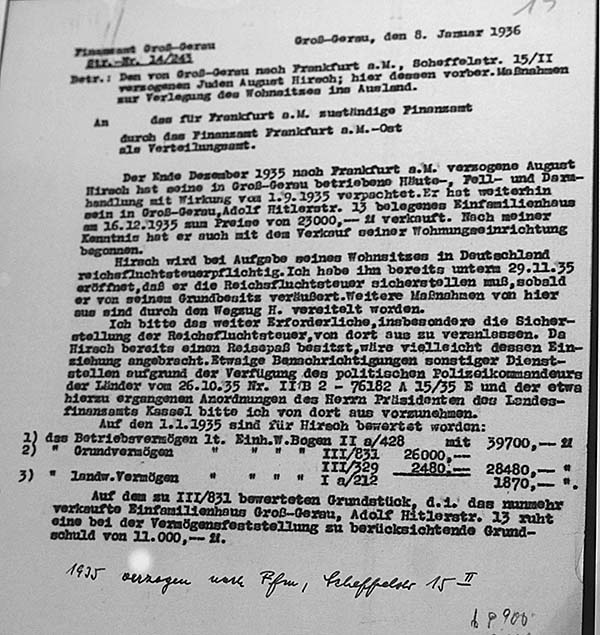 Groß-Gerau, den 8. Januar 1936
Finanzamt Groß-Gerau
Str.-Nr. 14/243
Betr.: Den von Groß-Gerau nach Frankfurt a.M., Scheffelstr. 15/II
verzogenen Juden August Hirsch; hier dessen vorber. Maßnahmen
zur Verlegung des Wohnsitzes ins Ausland.
An das für Frankfurt a.M. zuständige Finanzamt
durch das Finanzamt Frankfurt a.M.-Ost
als Verteilungsamt.
Der Ende Dezember 1935 nach Frankfurt a.M. verzogene August
Hirsch hat seine in Groß-Gerau betriebene Häute-, Fell- und Darm-
handlung mit Wirkung vom 1.9.1935 verpachtet. Er hat weiterhin
sein in Groß-Gerau, Adolf Hitlerstr. 13 belegenes Einfamilienhaus
am 16.12.1935 zum Preise von 23000,-- RM verkauft. Nach meiner
Kenntnis hat er auch mit dem Verkauf seiner Wohnungseinrichtung
begonnen.
Hirsch wird bei Aufgabe seines Wohnsitzes in Deutschland
reichsfluchtsteuerpflichtig. Ich habe ihm bereits unterm 29.11.35
eröffnet, daß er die Reichsfluchtsteuer sicherstellen muß, sobald
er von seinem Grundbesitz veräußert. Weitere Maßnahmen von hier
aus sind durch den Wegzug H. vereitelt worden.
Ich bitte das weiter Erforderliche, insbesondere die Sicher-
stellung der Reichsfluchtsteuer, von dort aus zu veranlassen. Da
Hirsch bereits einen Reisepaß besitzt, wäre vielleicht dessen Ein-
ziehung angebracht. Etwaige Benachrichtigungen sonstiger Dienst-
stellen aufgrund der Verfügung des politischen Polizeikommandeurs
der Länder vom 26.10.35 Nr. II B 2 - 76182 A 15/35 E und der etwa
hierzu ergangenen Anordnungen des Herrn Präsidenten des Landes-
finanzamts Kassel bitte ich von dort aus vorzunehmen.
Auf den 1.1.1935 sind für Hirsch bewertet worden:
1) das Betriebsvermögen lt. Einh.W.Bogen II a/428 mit 39700,-- RM
2) " Grundvermögen " " " " III/831 26000,--
III/329 2480,-- 28480,-- "
3) " landw.Vermögen " " " " I a/212 1870,-- ".
Auf dem zu III/831 bewerteten Grundstück, d.i. das nunmehr
verkaufte Einfamilienhaus Groß-Gerau, Adolf Hitlerstr. 13 ruht
eine bei der Vermögensfeststellung zu berücksichtende Grund-
schuld von 11.000,-- RM.
1935 verzogen nach Ffm, Scheffelstr 15 II